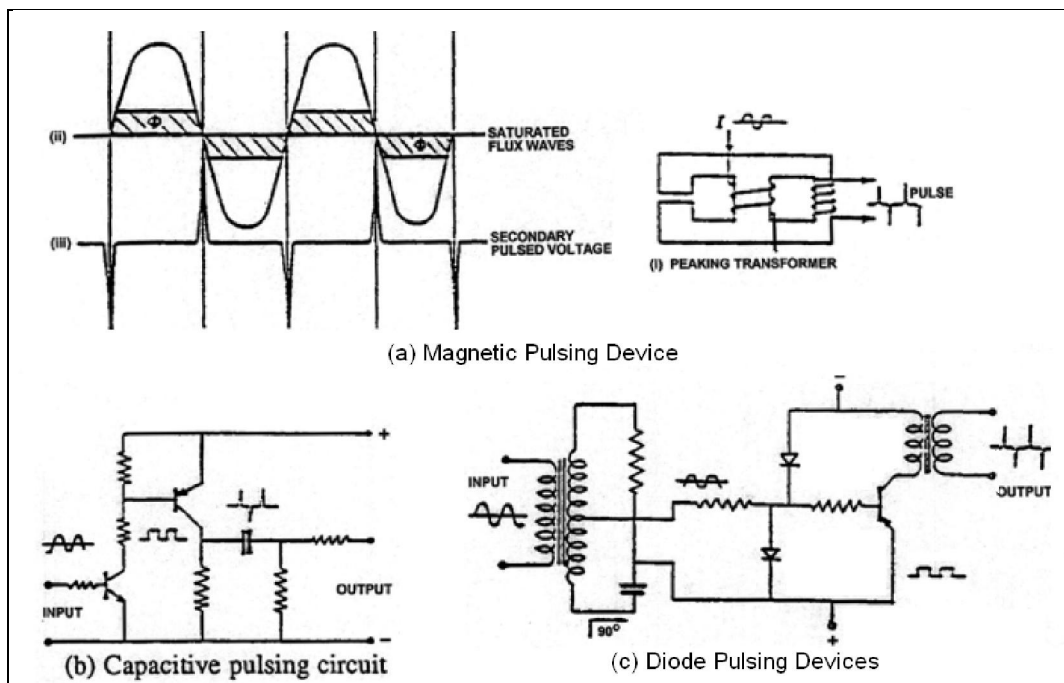 (ii)
Φ
Φ
SATURATED
FLUX WAVES
(iii)
SECONDARY
PULSED VOLTAGE
I
PULSE
(i) PEAKING TRANSFORMER
(a) Magnetic Pulsing Device
+
INPUT
OUTPUT
−
(b) Capacitive pulsing circuit
INPUT
90°
−
+
OUTPUT
(c) Diode Pulsing Devices